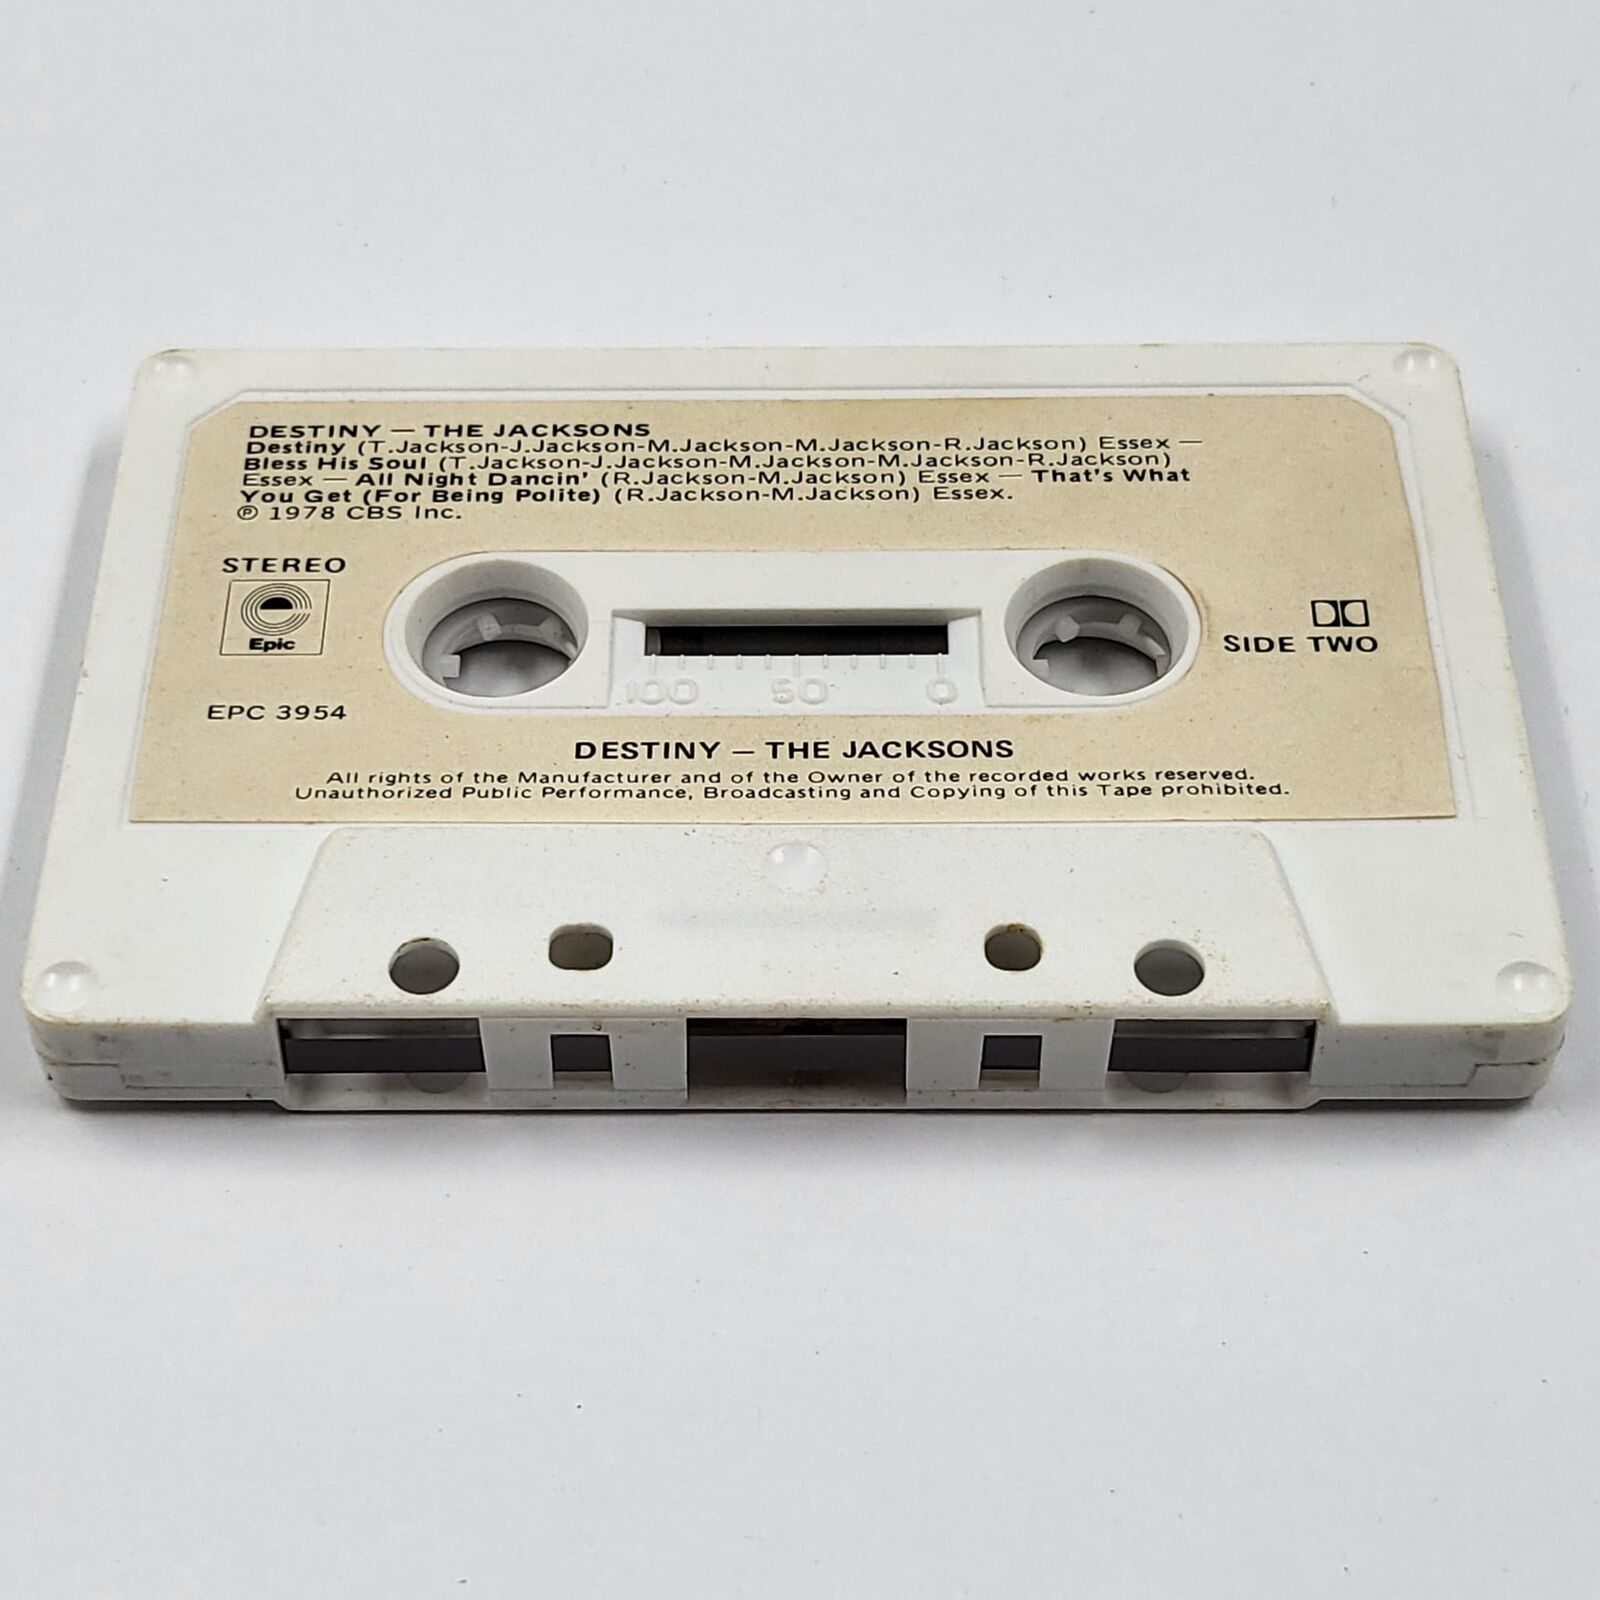 DESTINY — THE JACKSONS
Destiny (T.Jackson-J.Jackson-M.Jackson-M.Jackson-R.Jackson) Essex —
Bless His Soul (T.Jackson-J.Jackson-M.Jackson-M.Jackson-R.Jackson)
Essex — All Night Dancin' (R.Jackson-M.Jackson) Essex — That's What
You Get (For Being Polite) (R.Jackson-M.Jackson) Essex.
℗ 1978 CBS Inc.
STEREO
Epic
SIDE TWO
100 50 0
EPC 3954
DESTINY — THE JACKSONS
All rights of the Manufacturer and of the Owner of the recorded works reserved.
Unauthorized Public Performance, Broadcasting and Copying of this Tape prohibited.